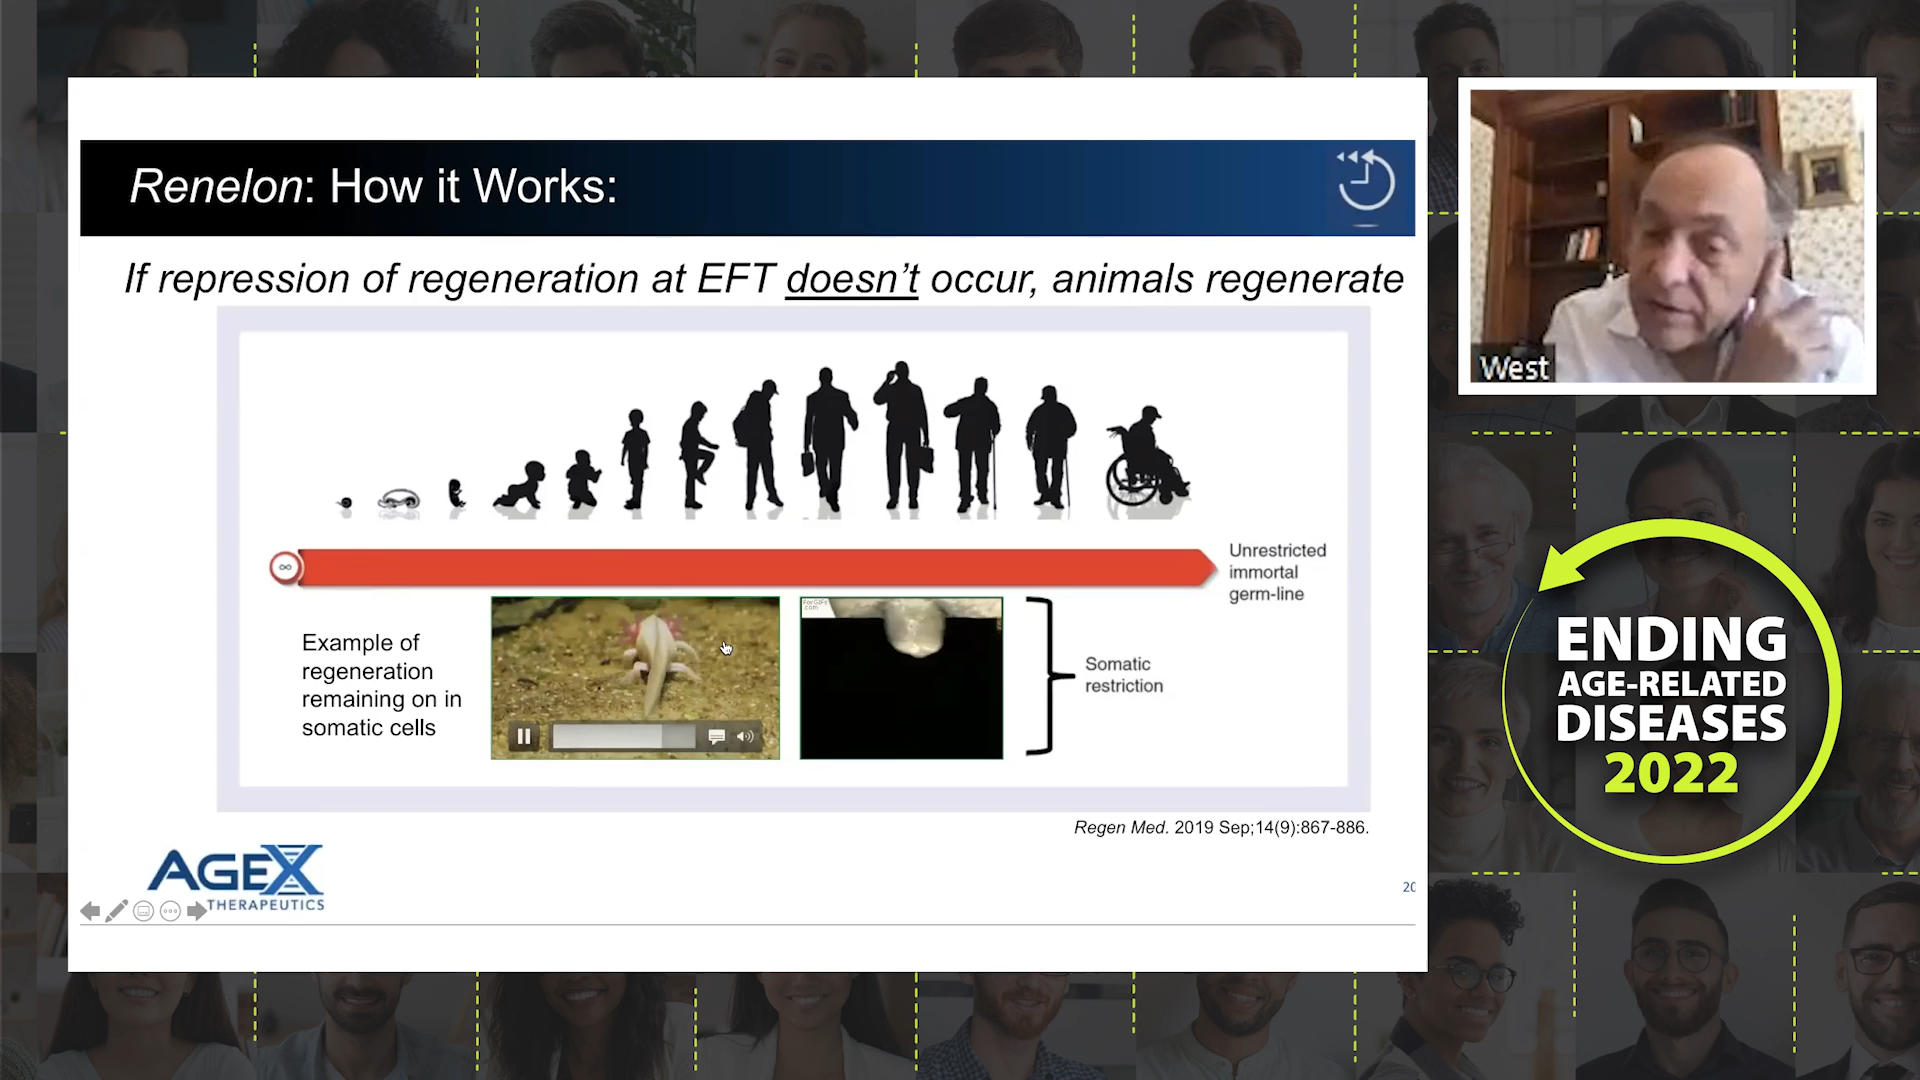 Renelon: How it Works:
If repression of regeneration at EFT doesn't occur, animals regenerate
∞
Unrestricted
immortal
germ-line
Example of
regeneration
remaining on in
somatic cells
ForGIFs
.com
Somatic
restriction
Regen Med. 2019 Sep;14(9):867-886.
AGEX
THERAPEUTICS
20
West
ENDING
AGE-RELATED
DISEASES
2022